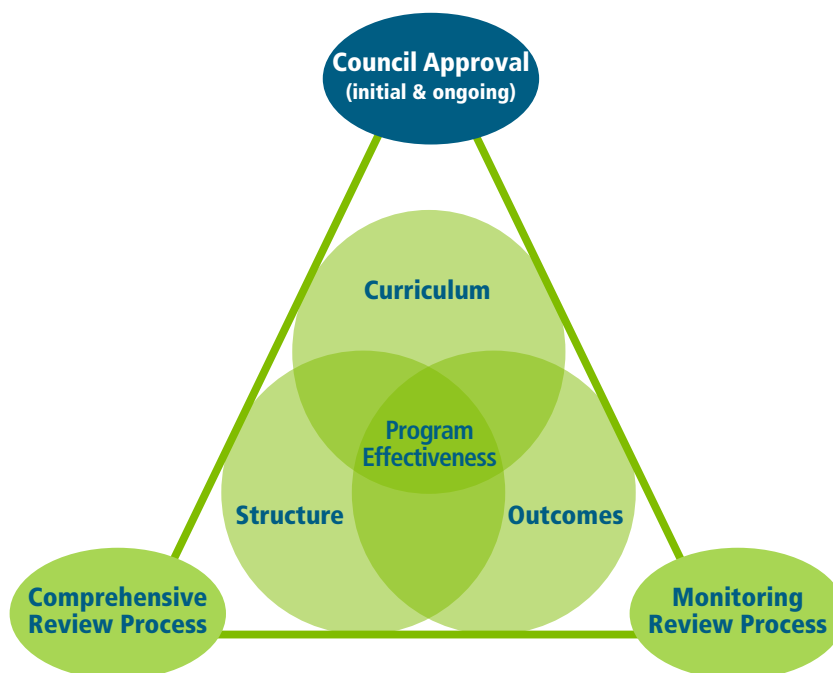 Council Approval
(initial & ongoing)
Curriculum
Program
Effectiveness
Structure
Outcomes
Comprehensive
Review Process
Monitoring
Review Process